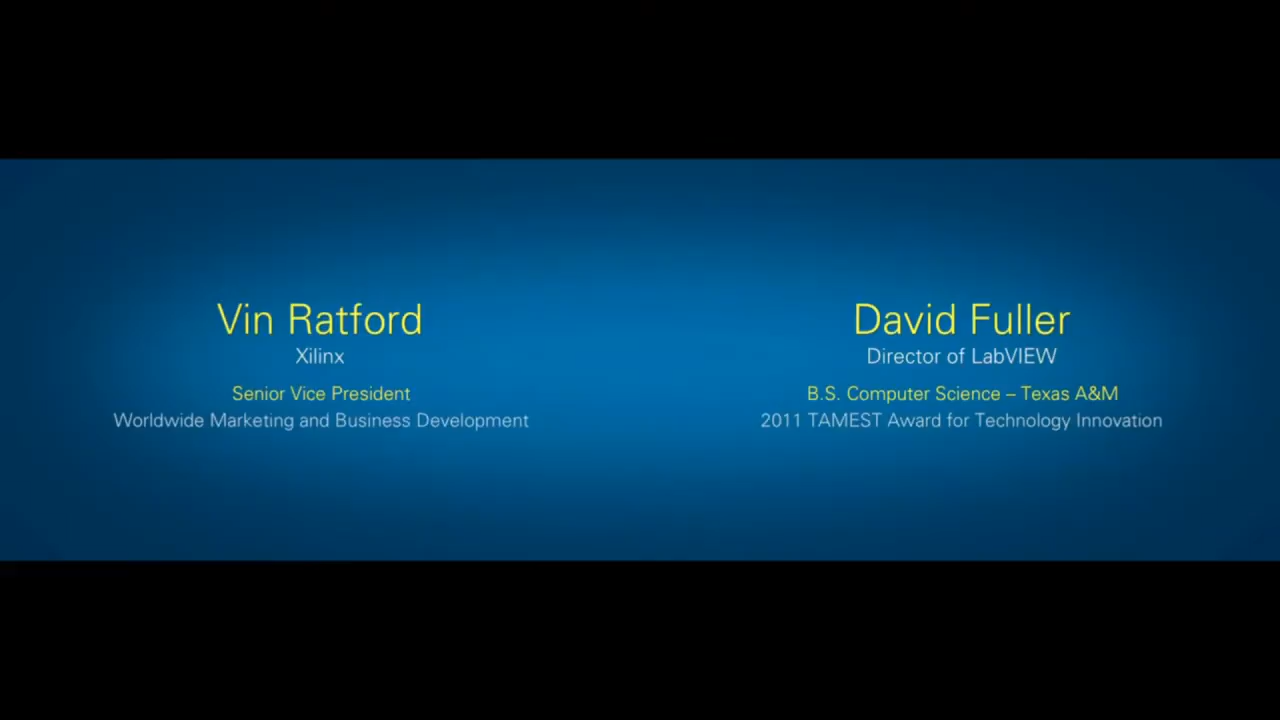 Vin Ratford
Xilinx
Senior Vice President
Worldwide Marketing and Business Development
David Fuller
Director of LabVIEW
B.S. Computer Science – Texas A&M
2011 TAMEST Award for Technology Innovation